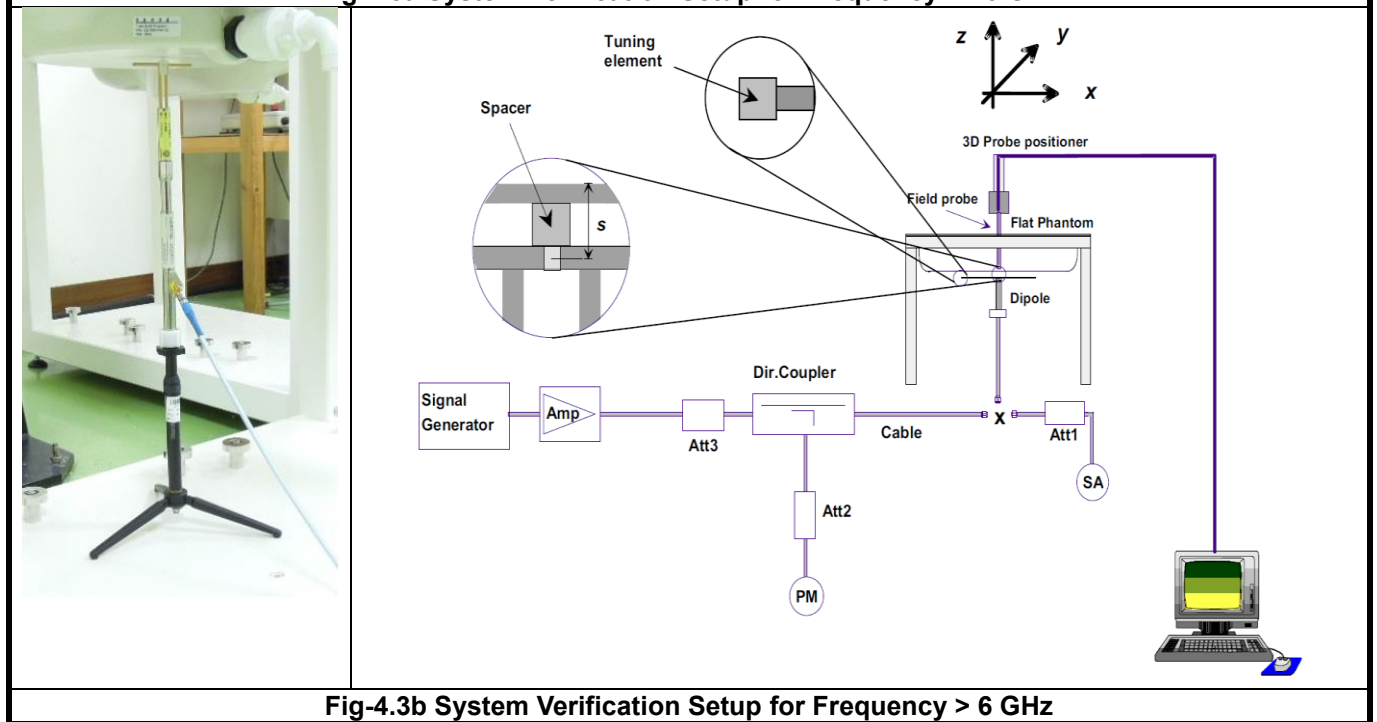 Tuning
element
z
y
x
Spacer
3D Probe positioner
Field probe
Flat Phantom
s
Dipole
Dir.Coupler
Signal
Generator
Amp
Att3
Cable
x
Att1
SA
Att2
PM
Fig-4.3b System Verification Setup for Frequency > 6 GHz